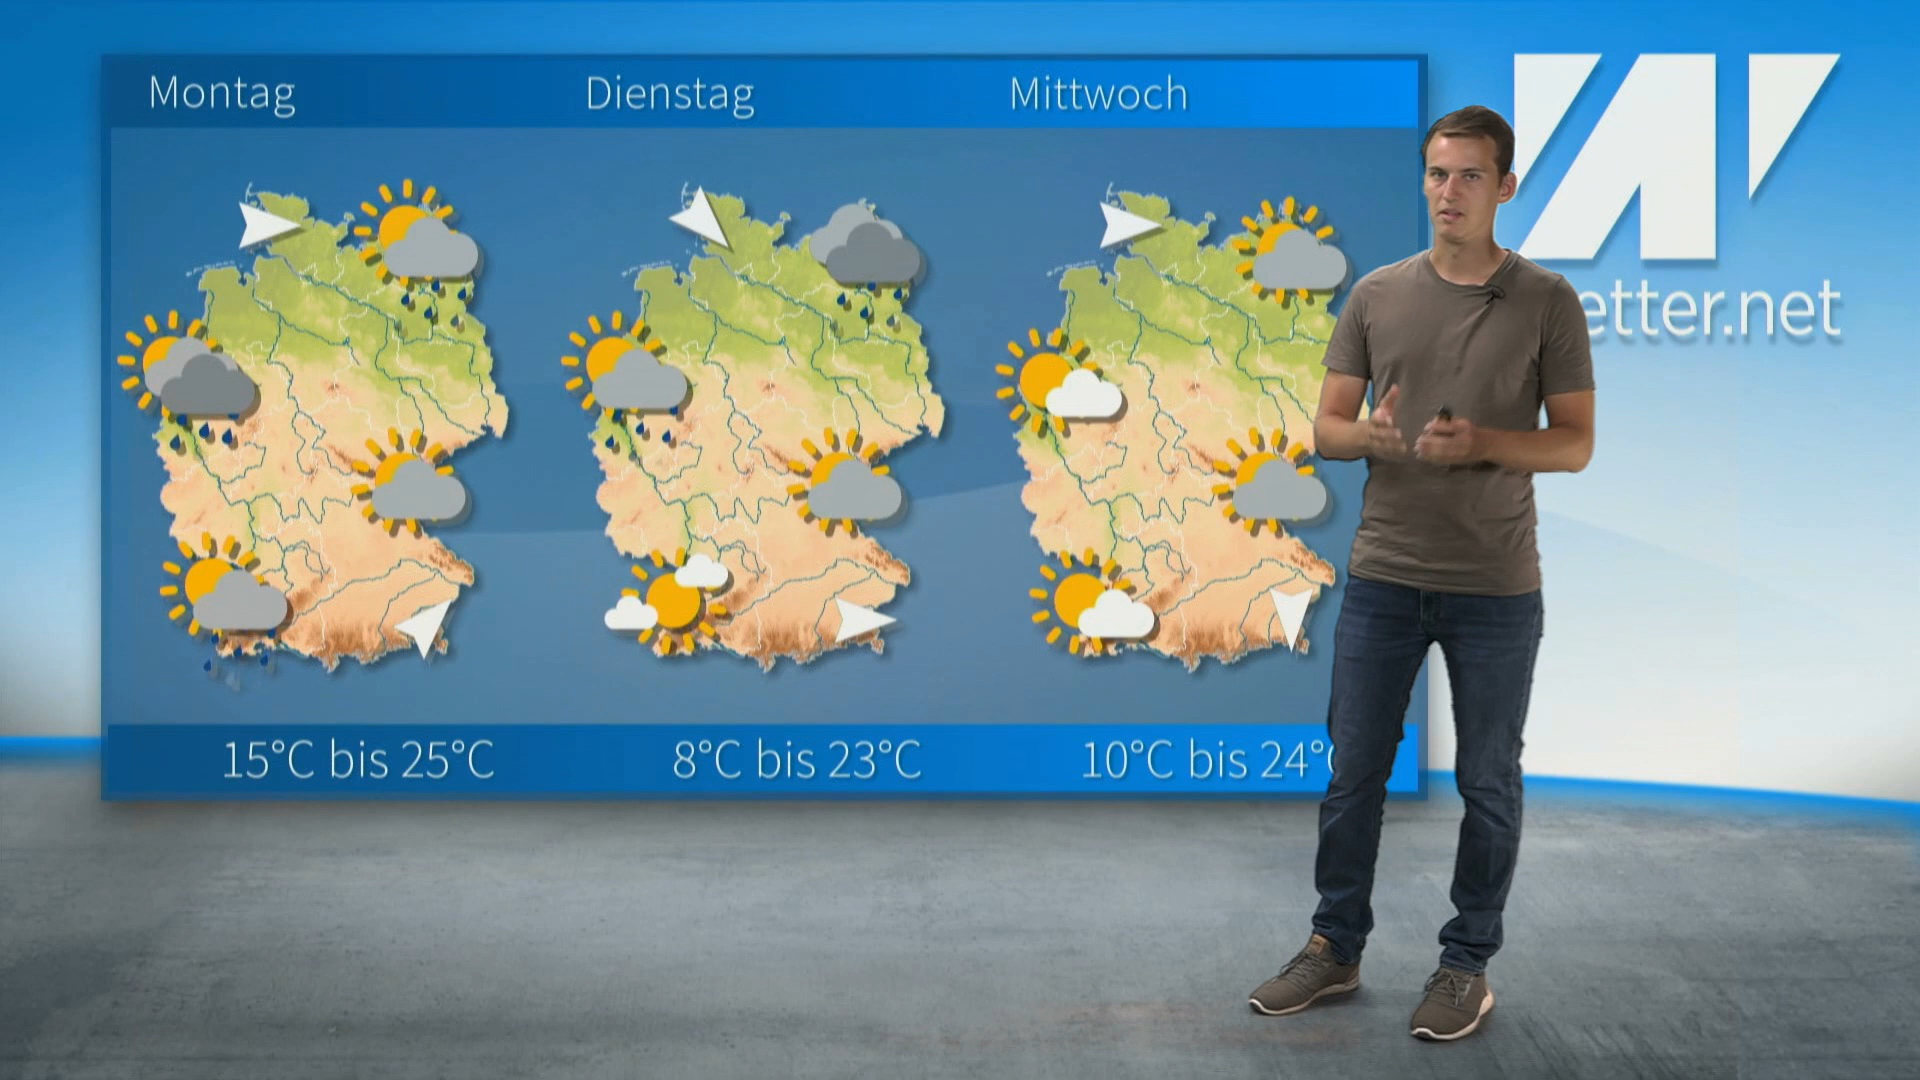 Montag
Dienstag
Mittwoch
etter.net
15°C bis 25°C
8°C bis 23°C
10°C bis 24°C